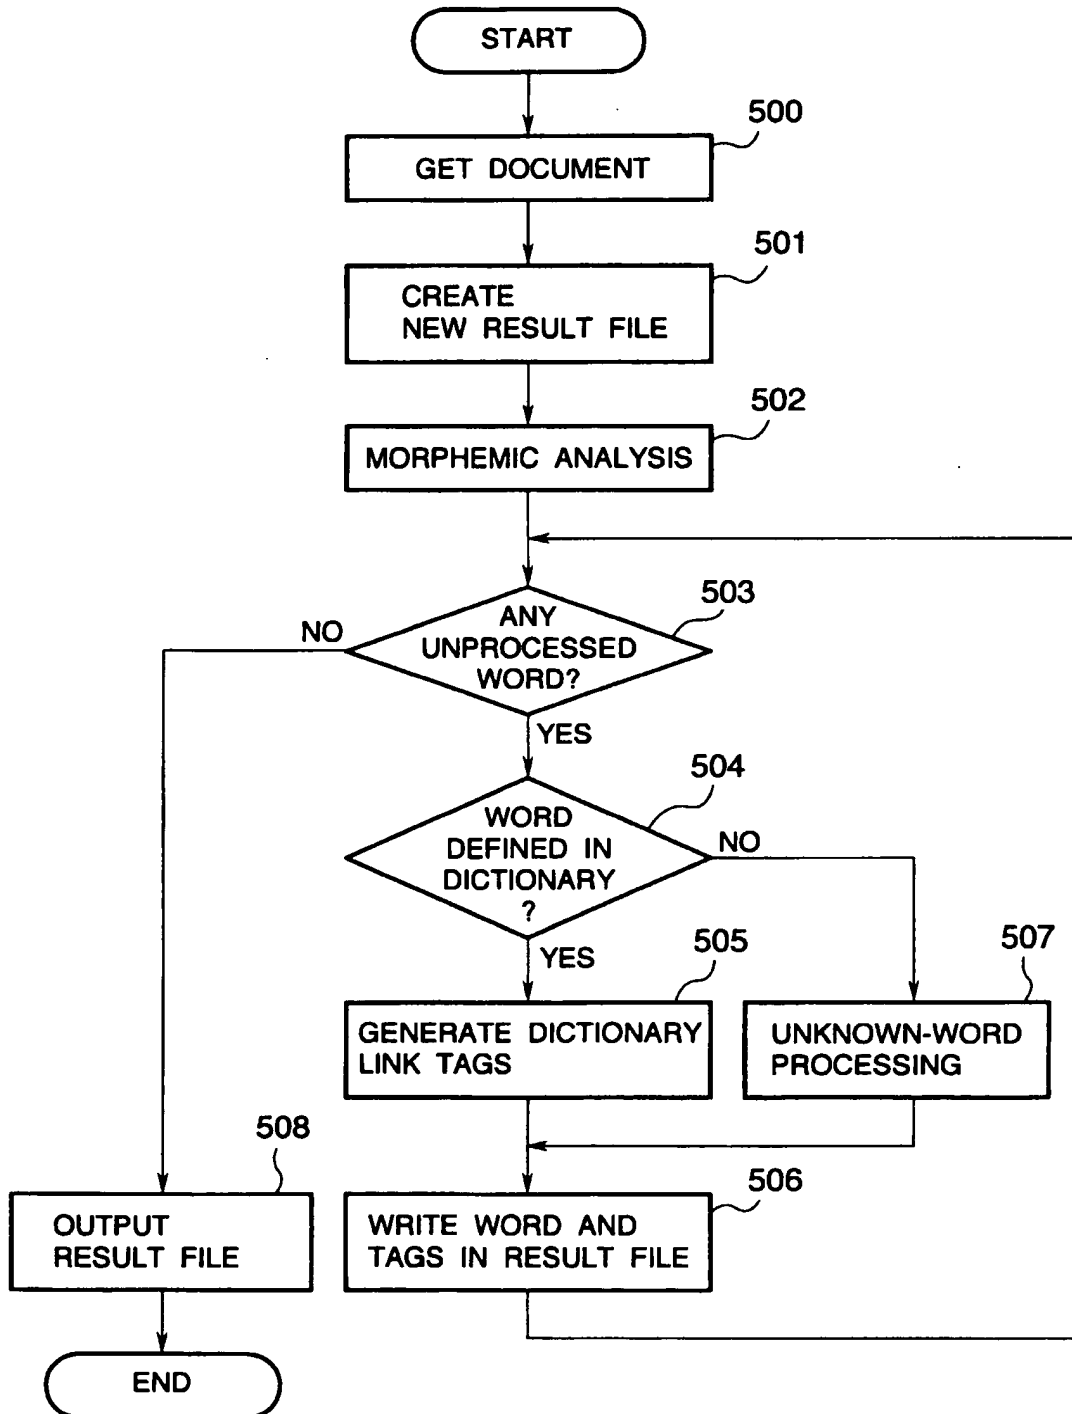 START
500
GET DOCUMENT
501
CREATE
NEW RESULT FILE
502
MORPHEMIC ANALYSIS
503
ANY
UNPROCESSED
WORD?
NO
YES
504
WORD
DEFINED IN
DICTIONARY
?
NO
YES
505
GENERATE DICTIONARY
LINK TAGS
507
UNKNOWN-WORD
PROCESSING
508
OUTPUT
RESULT FILE
506
WRITE WORD AND
TAGS IN RESULT FILE
END